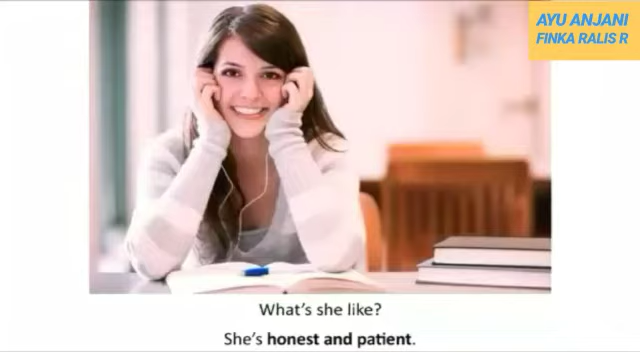 AYU ANJANI
FINKA RALIS R
What's she like?
She's honest and patient.